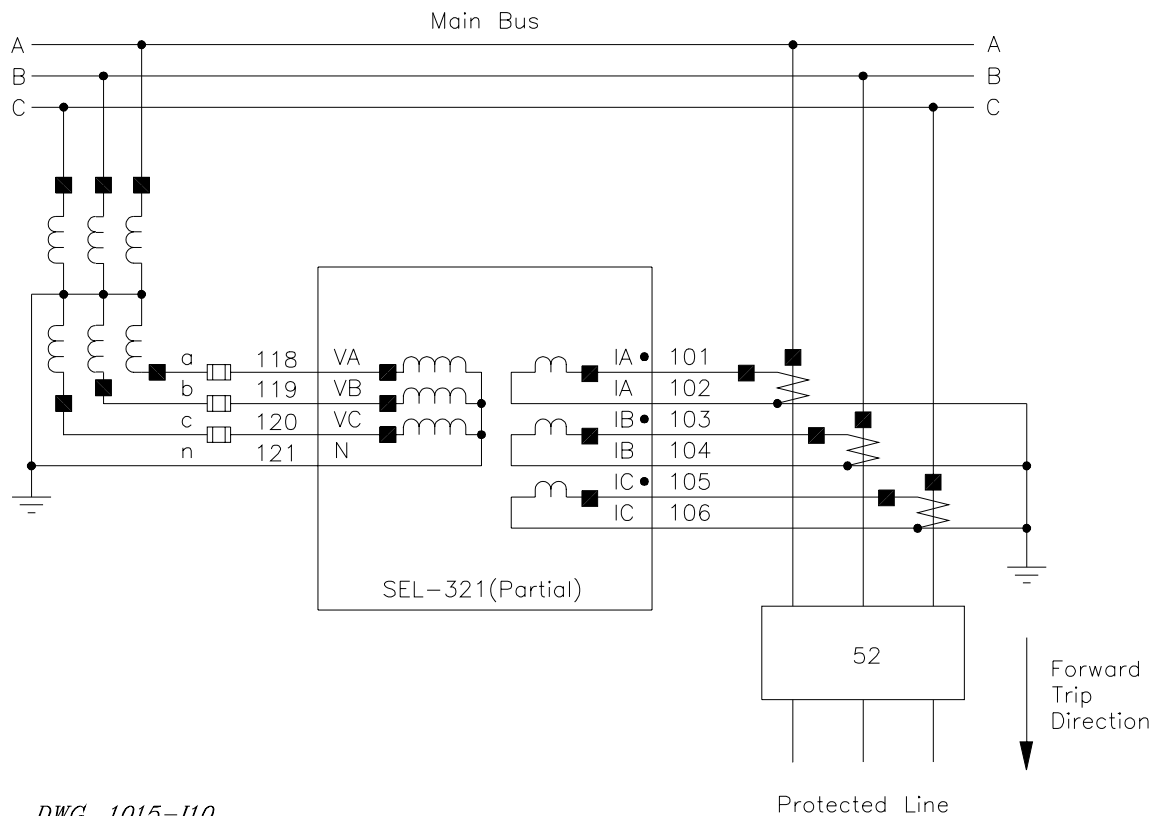 Main Bus
A A
B B
C C
a 118 VA IA 101
b 119 VB IA 102
c 120 VC IB 103
n 121 N IB 104
IC 105
IC 106
SEL-321(Partial)
52
Forward
Trip
Direction
Protected Line